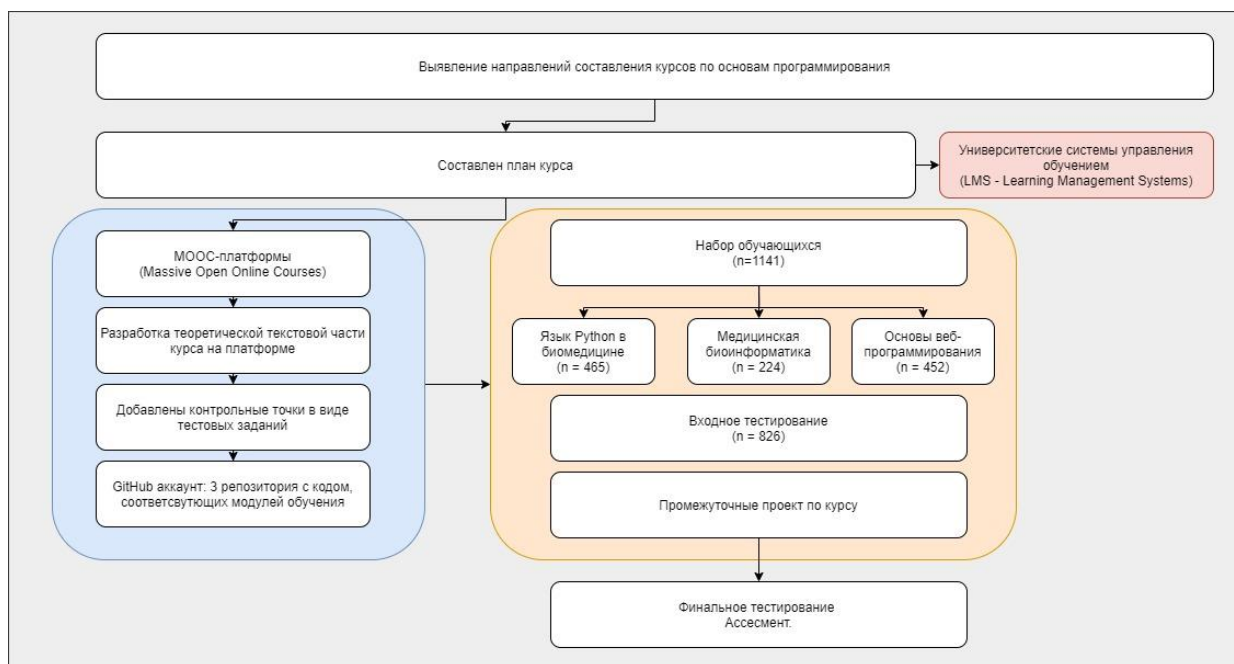 Выявление направлений составления курсов по основам программирования
Составлен план курса
Университетские системы управления
обучением
(LMS - Learning Management Systems)
MOOC-платформы
(Massive Open Online Courses)
Разработка теоретической текстовой части
курса на платформе
Добавлены контрольные точки в виде
тестовых заданий
GitHub аккаунт: 3 репозитория с кодом,
соответсвутющих модулей обучения
Набор обучающихся
(n=1141)
Язык Python в
биомедицине
(n = 465)
Медицинская
биоинформатика
(n = 224)
Основы веб-
программирования
(n = 452)
Входное тестирование
(n = 826)
Промежуточные проект по курсу
Финальное тестирование
Ассесмент.